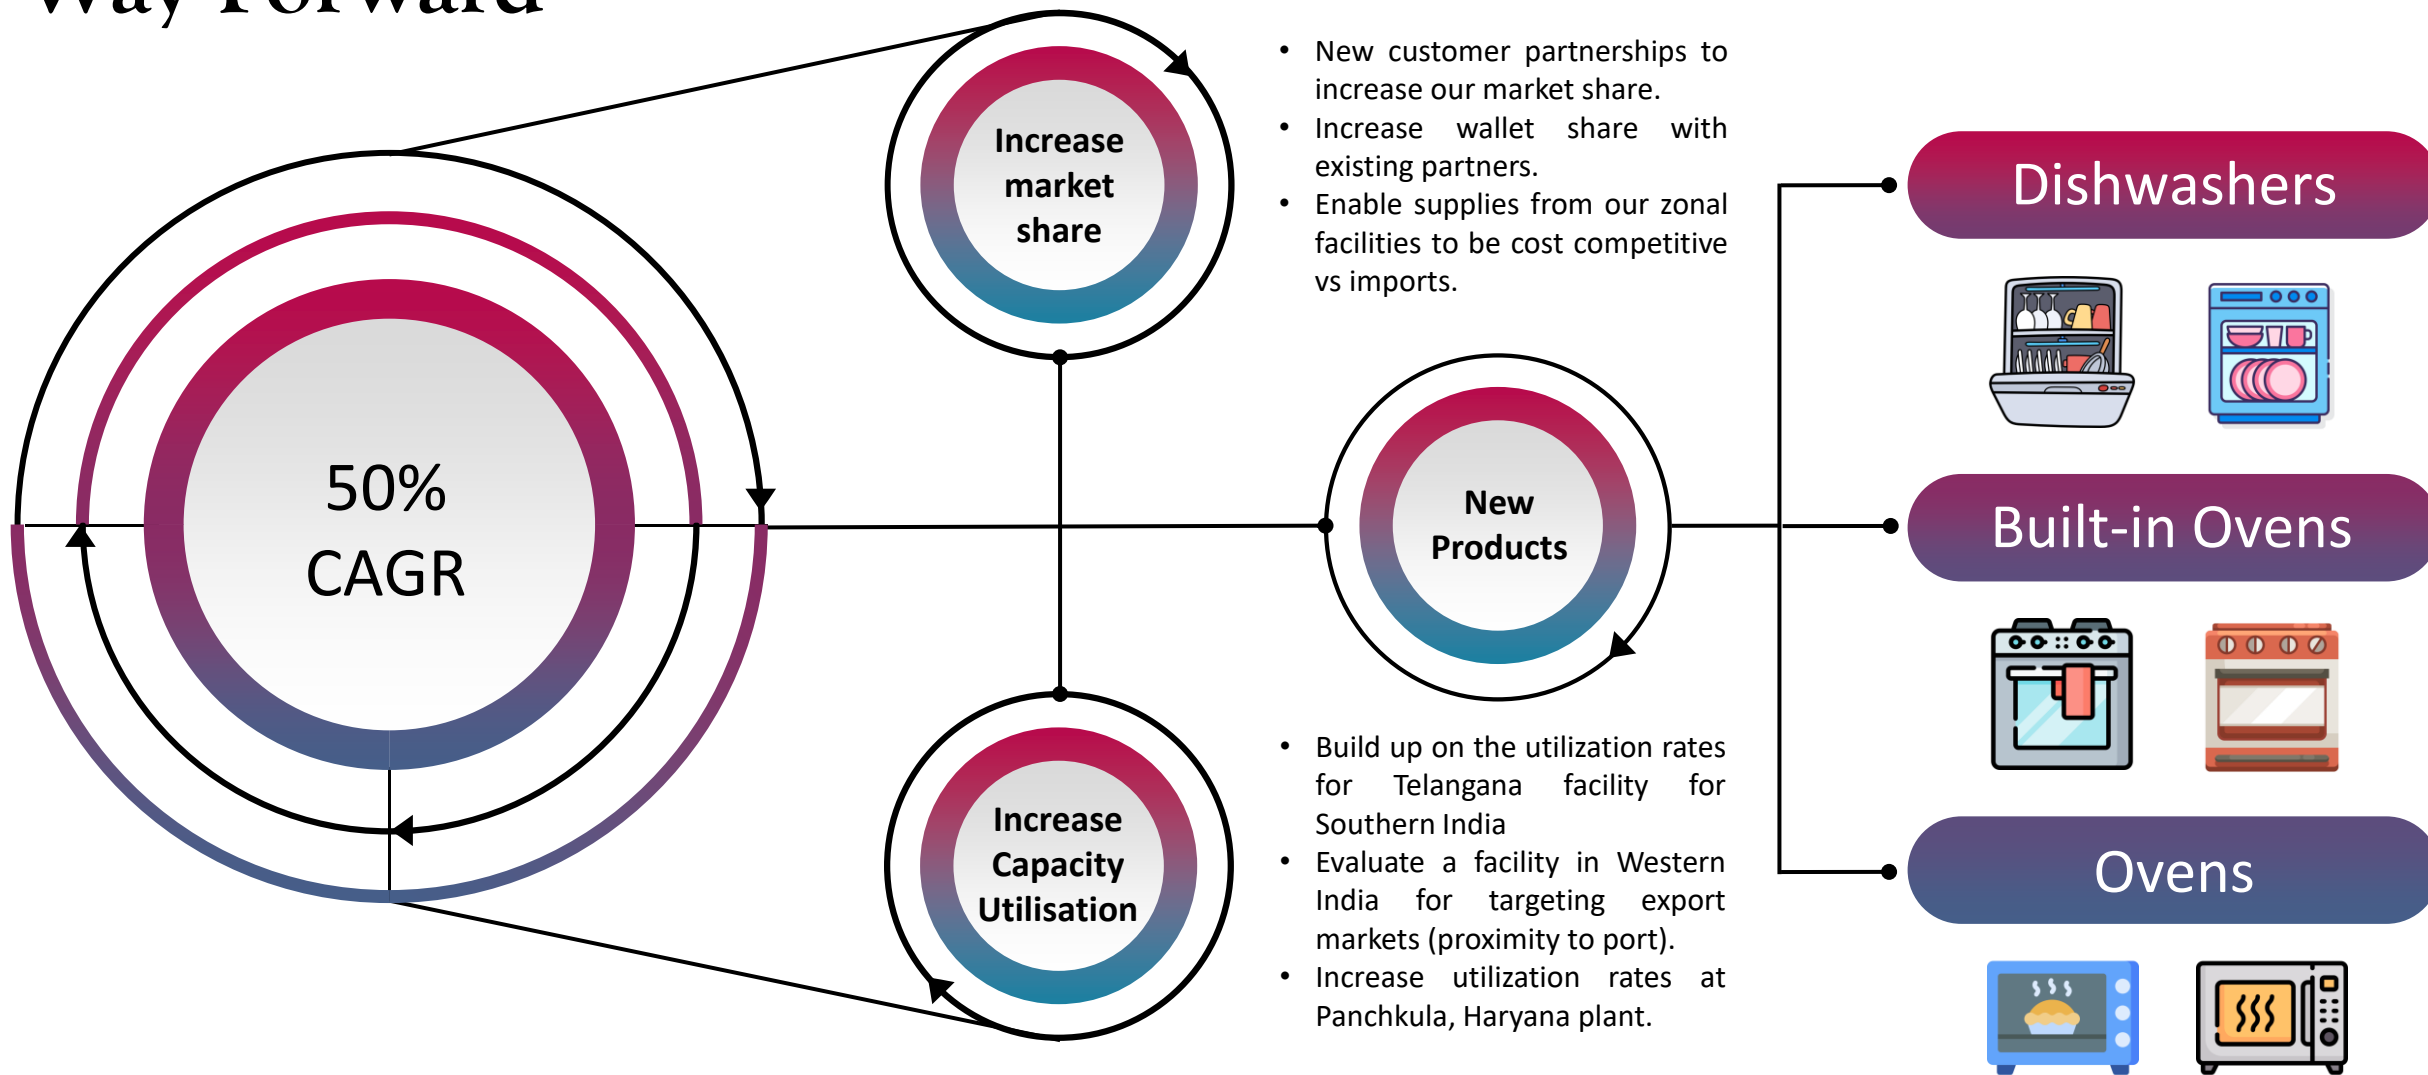 Way Forward
50%
CAGR
Increase
market
share
• New customer partnerships to
increase our market share.
• Increase wallet share with
existing partners.
• Enable supplies from our zonal
facilities to be cost competitive
vs imports.
New
Products
Dishwashers
Built-in Ovens
Ovens
Increase
Capacity
Utilisation
• Build up on the utilization rates
for Telangana facility for
Southern India
• Evaluate a facility in Western
India for targeting export
markets (proximity to port).
• Increase utilization rates at
Panchkula, Haryana plant.